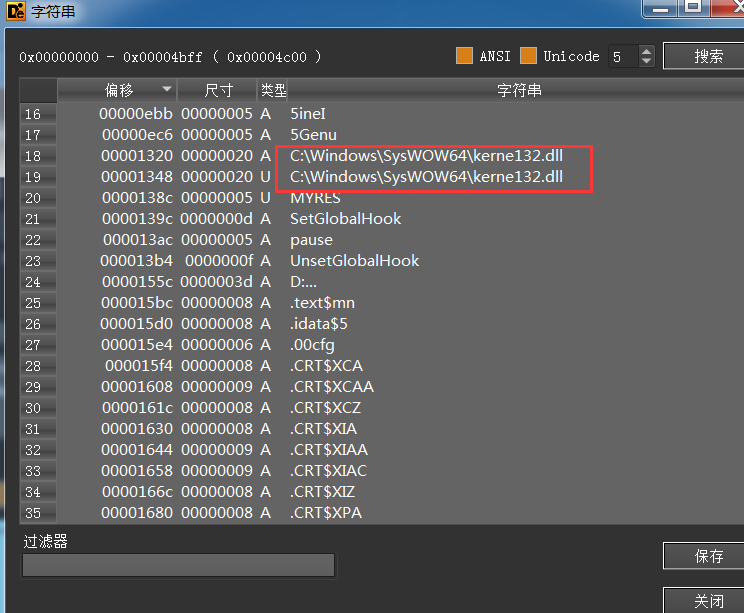 字符串
0x00000000 - 0x00004bff ( 0x00004c00 ) ANSI Unicode 5 搜索
偏移 尺寸 类型 字符串
16 00000ebb 00000005 A 5ineI
17 00000ec6 00000005 A 5Genu
18 00001320 00000020 A C:\Windows\SysWOW64\kerne132.dll
19 00001348 00000020 U C:\Windows\SysWOW64\kerne132.dll
20 0000138c 00000005 U MYRES
21 0000139c 0000000d A SetGlobalHook
22 000013ac 00000005 A pause
23 000013b4 0000000f A UnsetGlobalHook
24 0000155c 0000003d A D:...
25 000015bc 00000008 A .text$mn
26 000015d0 00000008 A .idata$5
27 000015e4 00000006 A .00cfg
28 000015f4 00000008 A .CRT$XCA
29 00001608 00000009 A .CRT$XCAA
30 0000161c 00000008 A .CRT$XCZ
31 00001630 00000008 A .CRT$XIA
32 00001644 00000009 A .CRT$XIAA
33 00001658 00000009 A .CRT$XIAC
34 0000166c 00000008 A .CRT$XIZ
35 00001680 00000008 A .CRT$XPA
过滤器
保存
关闭